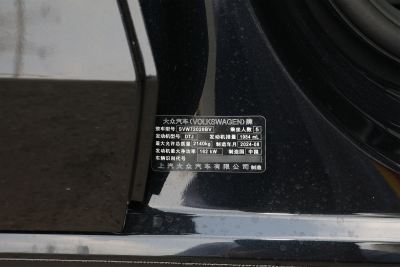 大众汽车(VOLKSWAGEN)牌
整车型号 SVW72020BV 乘坐人数 5
发动机型号 DTJ 发动机排量 1984 mL
最大允许总质量 2140kg 制造年月 2024-08
发动机最大净功率 162 kW 制造国 中国
车辆识别代号
上汽大众汽车有限公司 制造